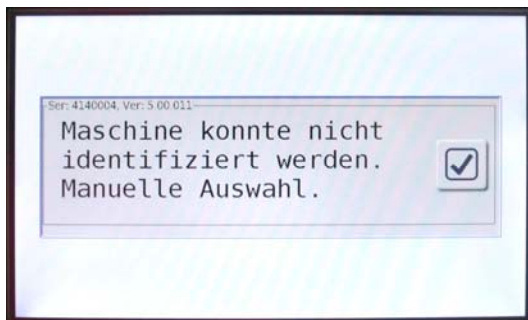 Ser: 4140004, Ver: 5.00.011
Maschine konnte nicht
identifiziert werden.
Manuelle Auswahl.